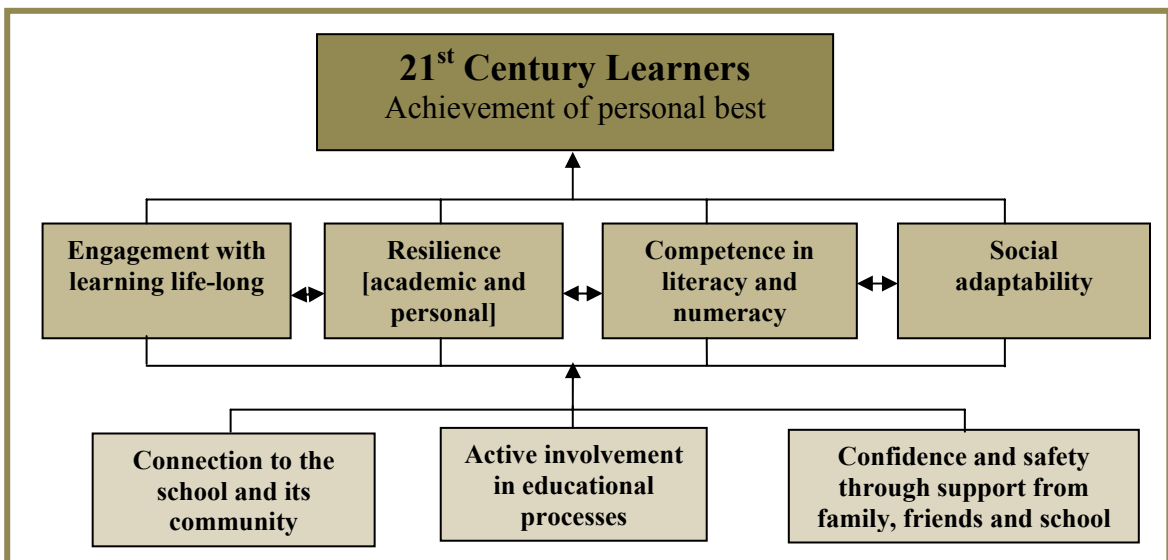 21st Century Learners
Achievement of personal best
Engagement with
learning life-long
Resilience
[academic and
personal]
Competence in
literacy and
numeracy
Social
adaptability
Connection to the
school and its
community
Active involvement
in educational
processes
Confidence and safety
through support from
family, friends and school